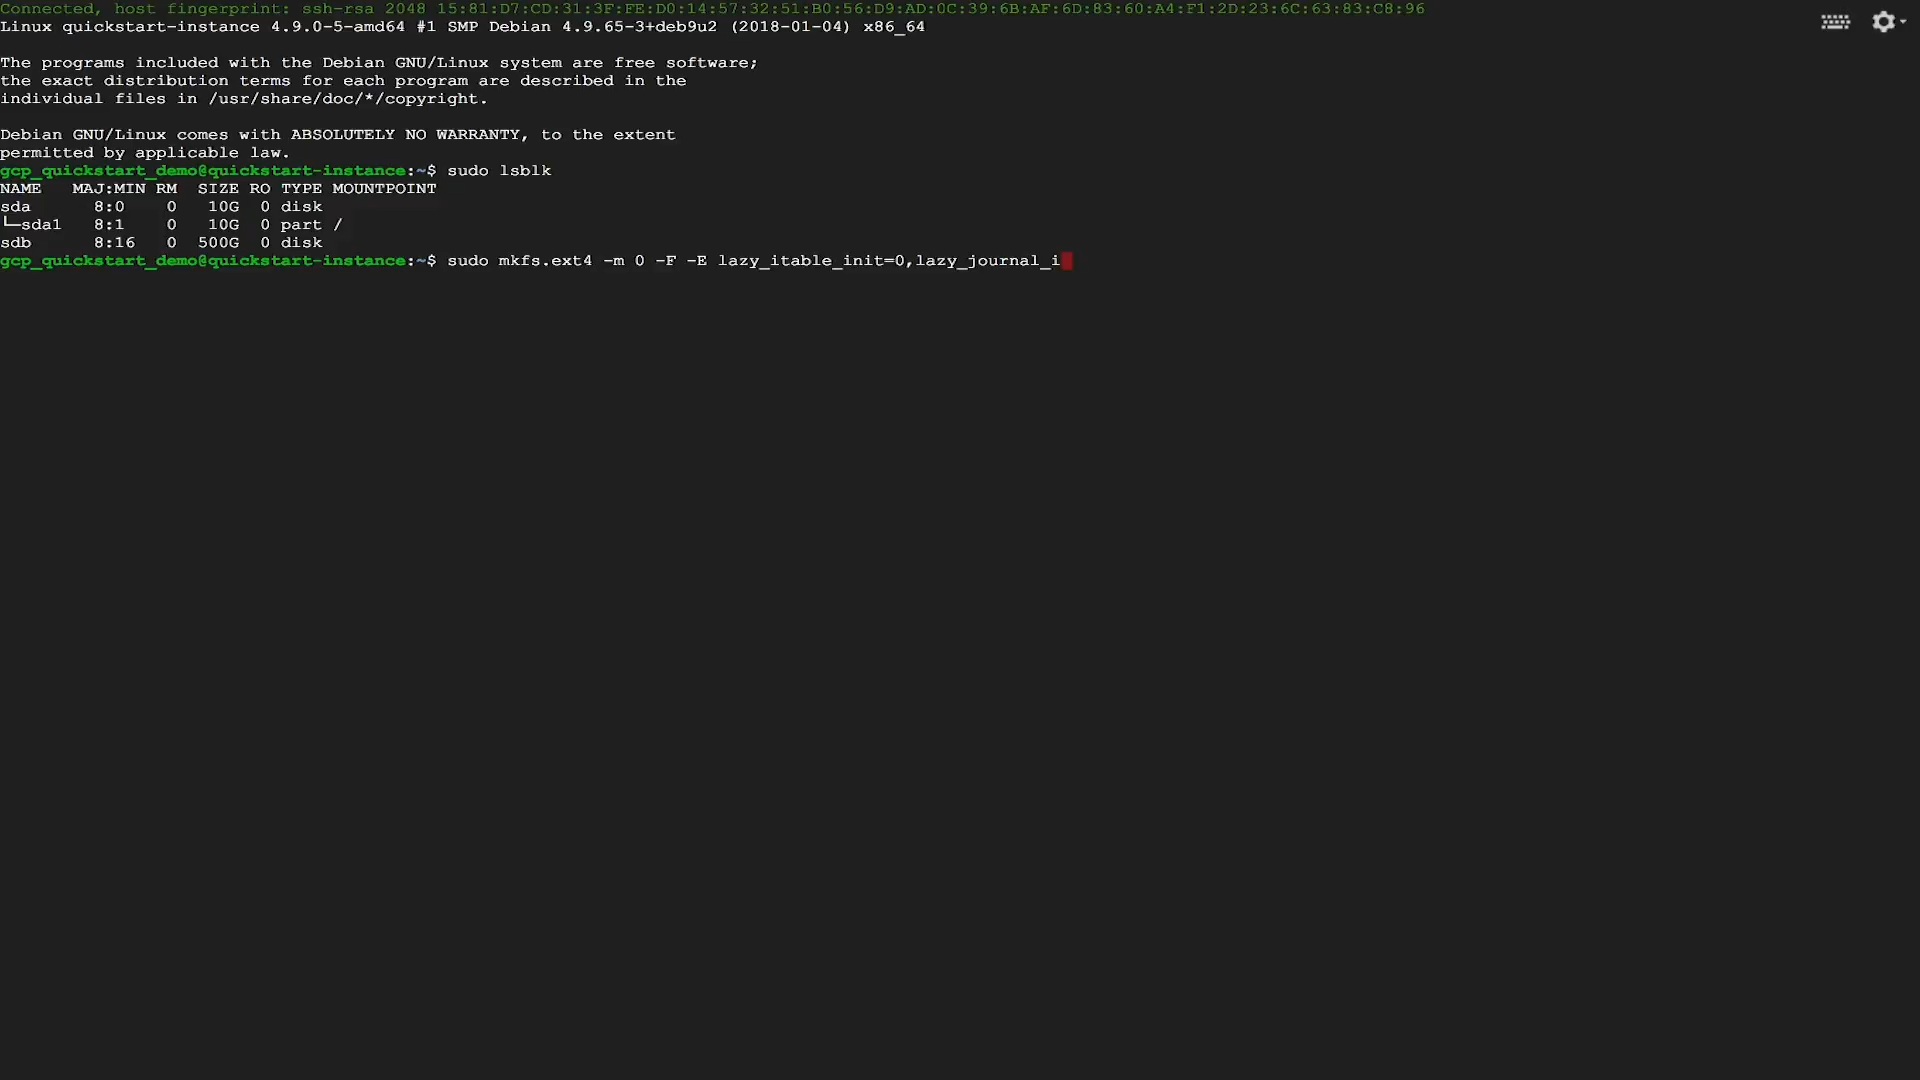 Connected, host fingerprint: ssh-rsa 2048 15:81:D7:CD:31:3F:FE:D0:14:57:32:51:B0:56:D9:AD:0C:39:6B:AF:6D:83:60:A4:F1:2D:23:6C:63:83:C8:96
Linux quickstart-instance 4.9.0-5-amd64 #1 SMP Debian 4.9.65-3+deb9u2 (2018-01-04) x86_64
The programs included with the Debian GNU/Linux system are free software;
the exact distribution terms for each program are described in the
individual files in /usr/share/doc/*/copyright.
Debian GNU/Linux comes with ABSOLUTELY NO WARRANTY, to the extent
permitted by applicable law.
gcp_quickstart_demo@quickstart-instance:~$ sudo lsblk
NAME   MAJ:MIN RM  SIZE RO TYPE MOUNTPOINT
sda      8:0    0   10G  0 disk
└─sda1   8:1    0   10G  0 part /
sdb      8:16   0  500G  0 disk
gcp_quickstart_demo@quickstart-instance:~$ sudo mkfs.ext4 -m 0 -F -E lazy_itable_init=0,lazy_journal_i